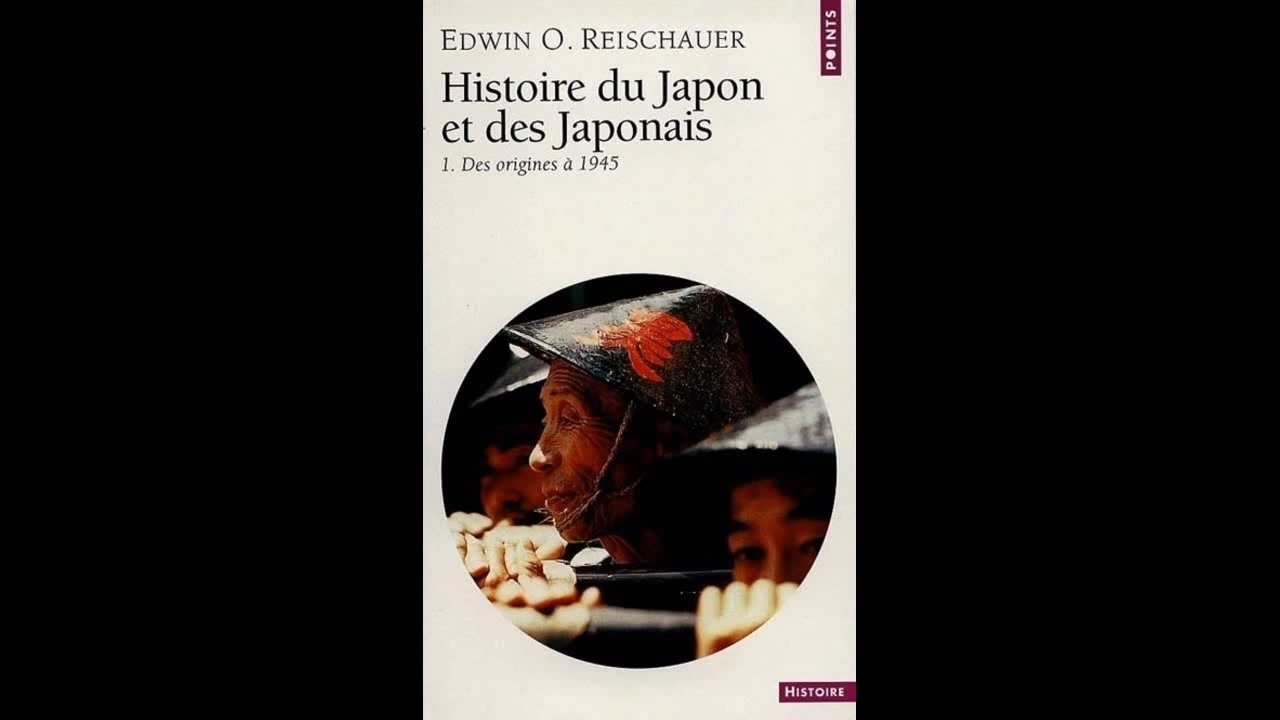 EDWIN O. REISCHAUER
POINTS
Histoire du Japon
et des Japonais
1. Des origines à 1945
HISTOIRE